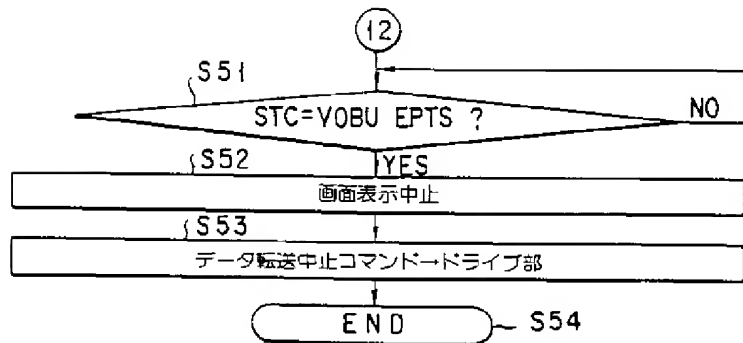 12
S51
STC=VOBU EPTS ?
NO
YES
S52
画面表示中止
S53
データ転送中止コマンド→ドライブ部
END
S54